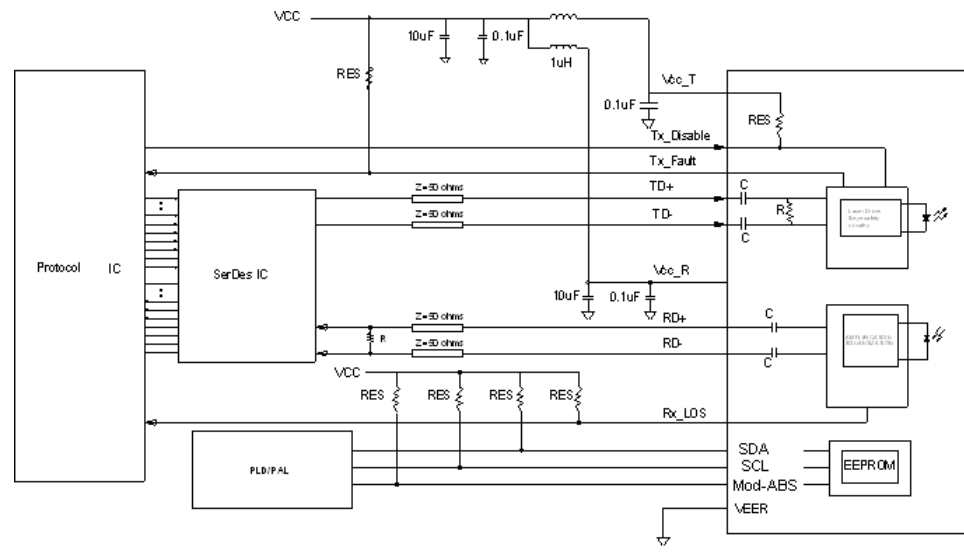 VCC
10uF
0.1uF
1uH
RES
Vcc_T
0.1uF
RES
Tx_Disable
Tx_Fault
Z=50 ohms
TD+
C
Z=50 ohms
TD-
R
C
Laser Driver
Protocol IC
SerDes IC
Vcc_R
10uF
0.1uF
Z=50 ohms
RD+
C
R
Z=50 ohms
RD-
C
VCC
RES
RES
RES
RES
Rx_LOS
PLD/PAL
SDA
SCL
EEPROM
Mod-ABS
VEER